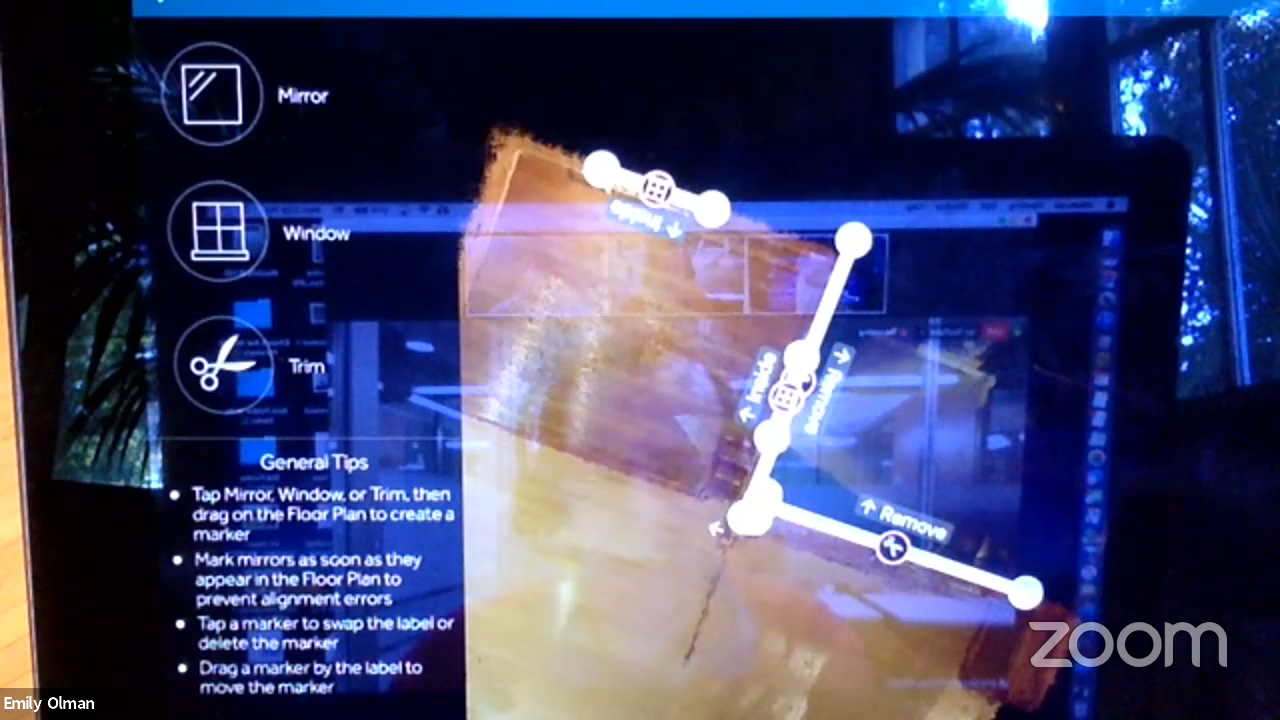 Mirror
Window
Trim
General Tips
Tap Mirror, Window, or Trim, then
drag on the Floor Plan to create a
marker
Mark mirrors as soon as they
appear in the Floor Plan to
prevent alignment errors
Tap a marker to swap the label or
delete the marker
Drag a marker by the label to
move the marker
Inside
Inside
Remove
Remove
zoom
Emily Olman